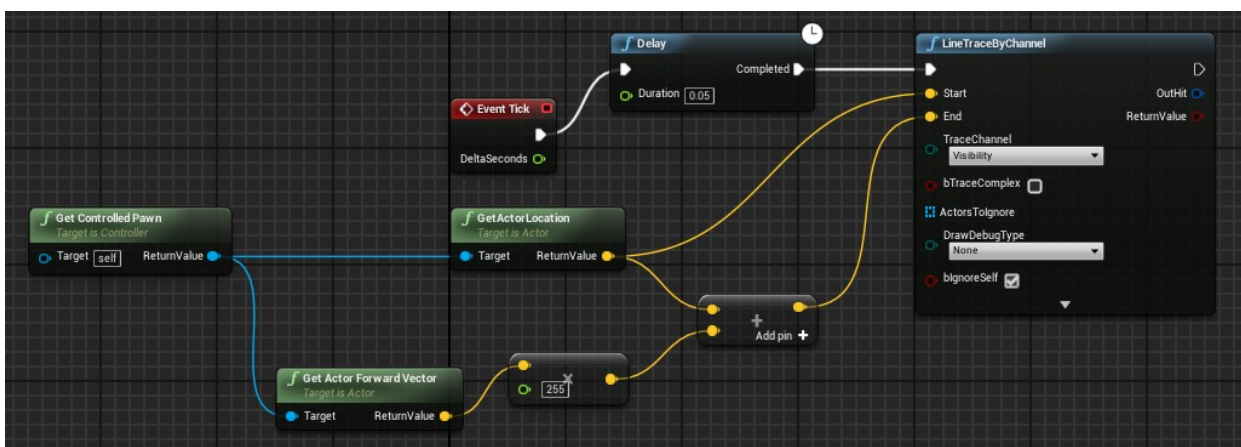 Delay
Completed
Duration 0.05
LineTraceByChannel
Start
OutHit
End
ReturnValue
TraceChannel
Visibility
bTraceComplex
ActorsToIgnore
DrawDebugType
None
bIgnoreSelf
Event Tick
DeltaSeconds
Get Controlled Pawn
Target is Controller
Target self
ReturnValue
GetActorLocation
Target is Actor
Target
ReturnValue
+
Add pin +
×
255
Get Actor Forward Vector
Target is Actor
Target
ReturnValue